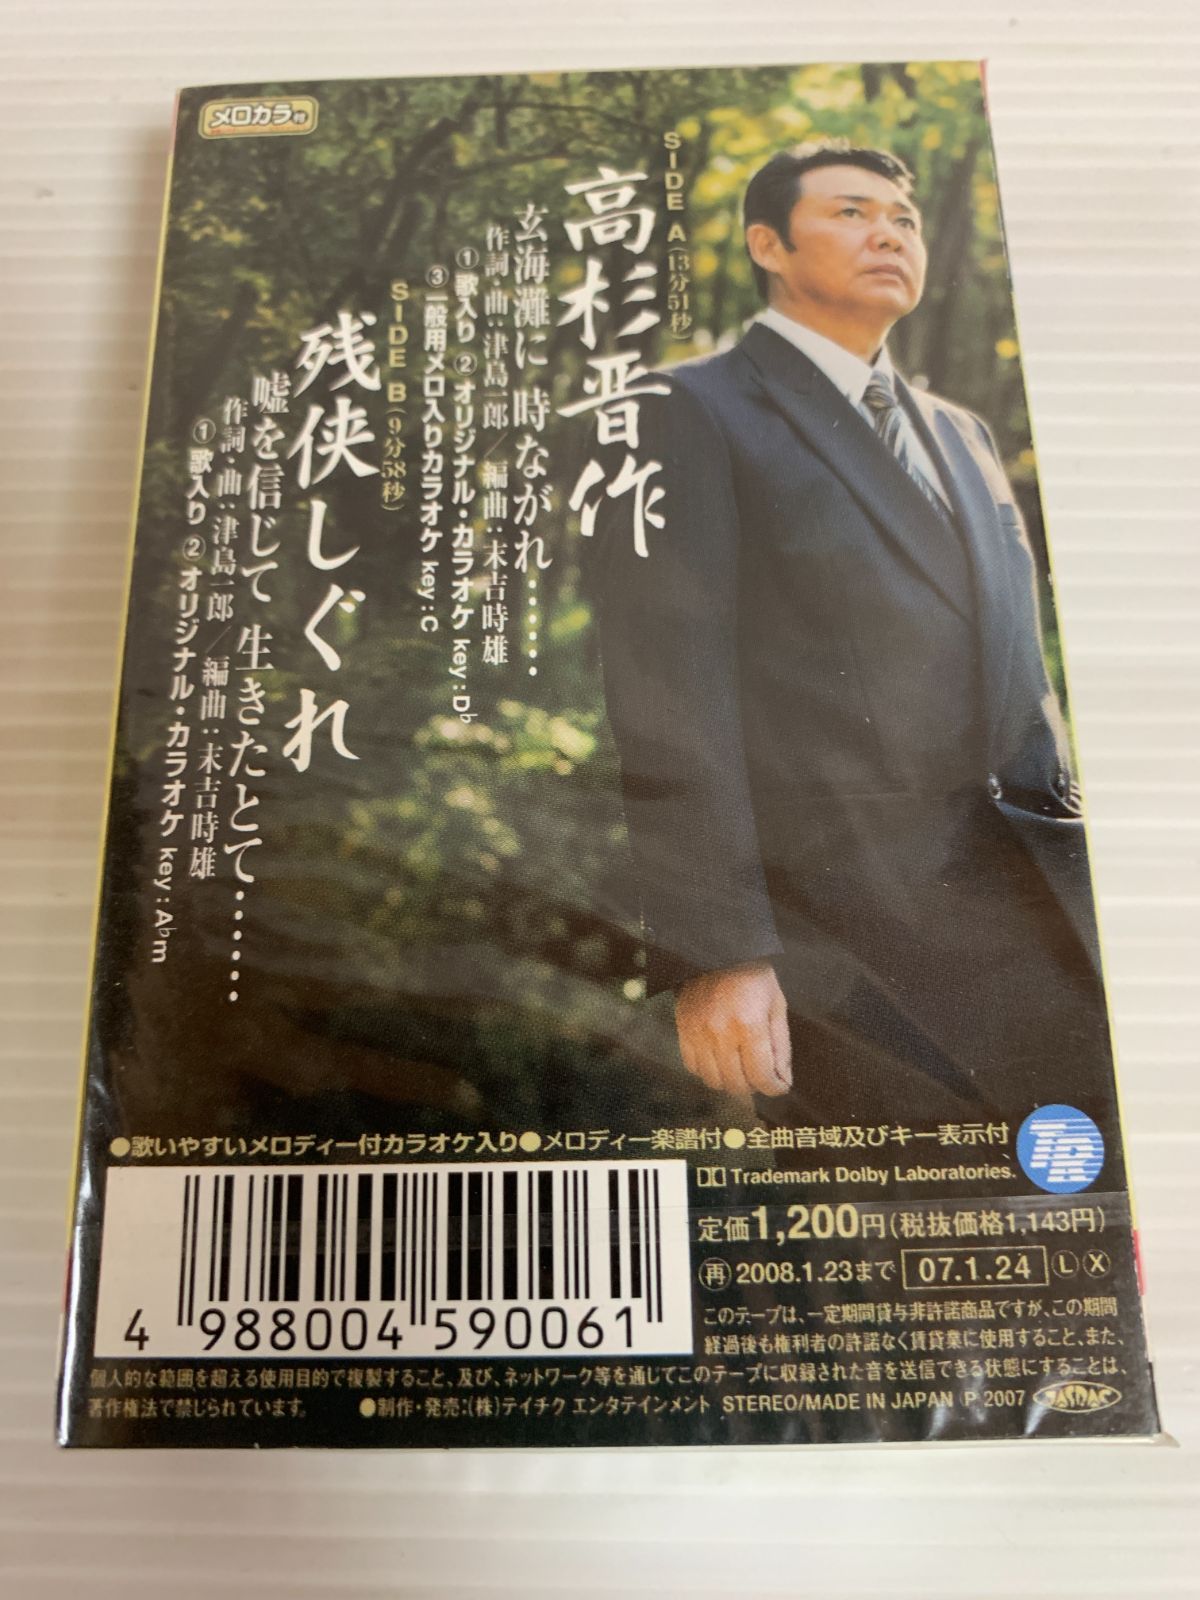 メロカラ付
SIDE A(13分51秒)
高杉晋作
玄海灘に 時ながれ……
作詞・曲:津島一郎/編曲:末吉時雄
①歌入り ②オリジナル・カラオケ key:D♭
③一般用メロ入りカラオケ key:C
SIDE B(9分58秒)
残侠しぐれ
嘘を信じて 生きたとて……
作詞・曲:津島一郎/編曲:末吉時雄
①歌入り ②オリジナル・カラオケ key:A♭m
●歌いやすいメロディー付カラオケ入り●メロディー楽譜付●全曲音域及びキー表示付
Trademark Dolby Laboratories.
定価1,200円(税抜価格1,143円)
再 2008.1.23まで 07.1.24 Ⓛ Ⓧ
4 988004 590061
このテープは、一定期間貸与非許諾商品ですが、この期間
経過後も権利者の許諾なく賃貸業に使用すること、また、
個人的な範囲を超える使用目的で複製すること、及び、ネットワーク等を通じてこのテープに収録された音を送信できる状態にすることは、
著作権法で禁じられています。
●制作・発売:(株)テイチク エンタテインメント STEREO/MADE IN JAPAN Ⓟ 2007 JASRAC